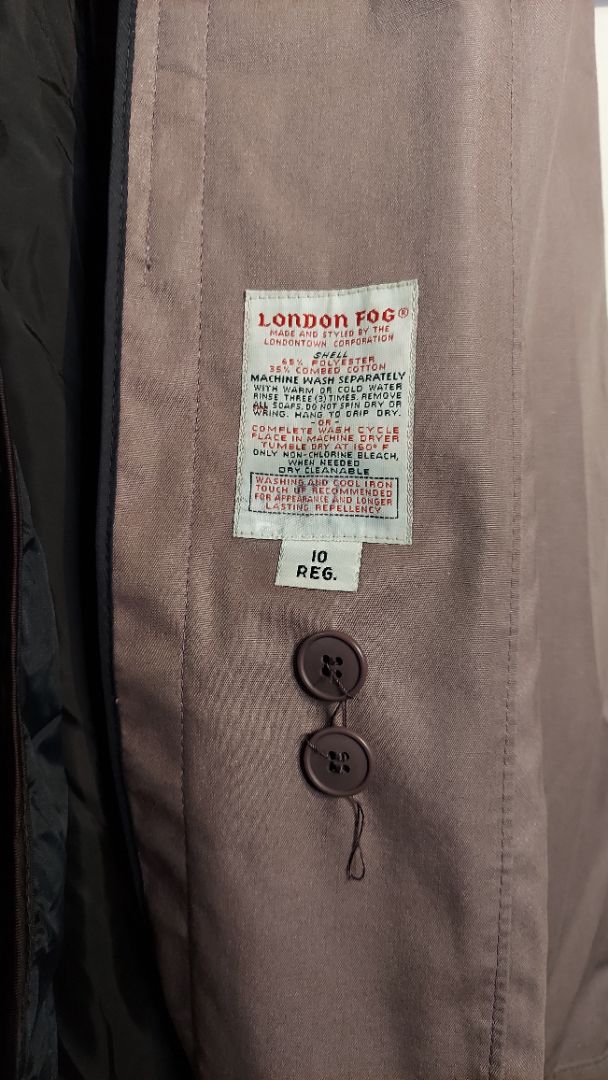 LONDON FOG®
MADE AND STYLED BY THE
LONDONTOWN CORPORATION
SHELL
65% POLYESTER
35% COMBED COTTON
MACHINE WASH SEPARATELY
WITH WARM OR COLD WATER
RINSE THREE (3) TIMES. REMOVE
ALL SOAPS. DO NOT SPIN DRY OR
WRING. HANG TO DRIP DRY.
-OR-
COMPLETE WASH CYCLE
PLACE IN MACHINE DRYER
TUMBLE DRY AT 160° F
ONLY NON-CHLORINE BLEACH,
WHEN NEEDED
DRY CLEANABLE
WASHING AND COOL IRON
TOUCH UP RECOMMENDED
FOR APPEARANCE AND LONGER
LASTING REPELLENCY
10
REG.